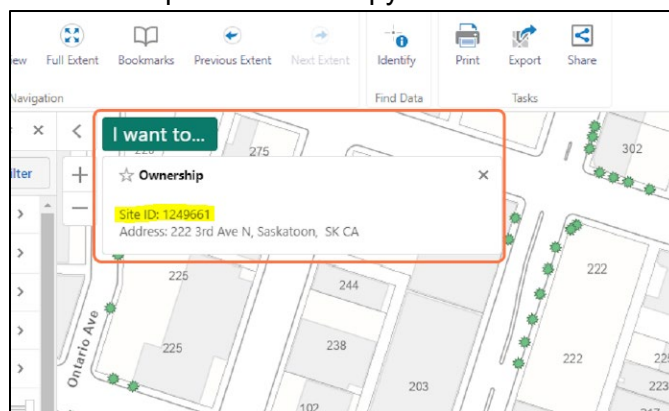 Full Extent
Bookmarks
Previous Extent
Next Extent
Identify
Print
Export
Share
Navigation
Find Data
Tasks
I want to...
275
302
Ownership
Site ID: 1249661
Address: 222 3rd Ave N, Saskatoon, SK CA
225
244
222
Ontario Ave
225
238
222
203
223
102